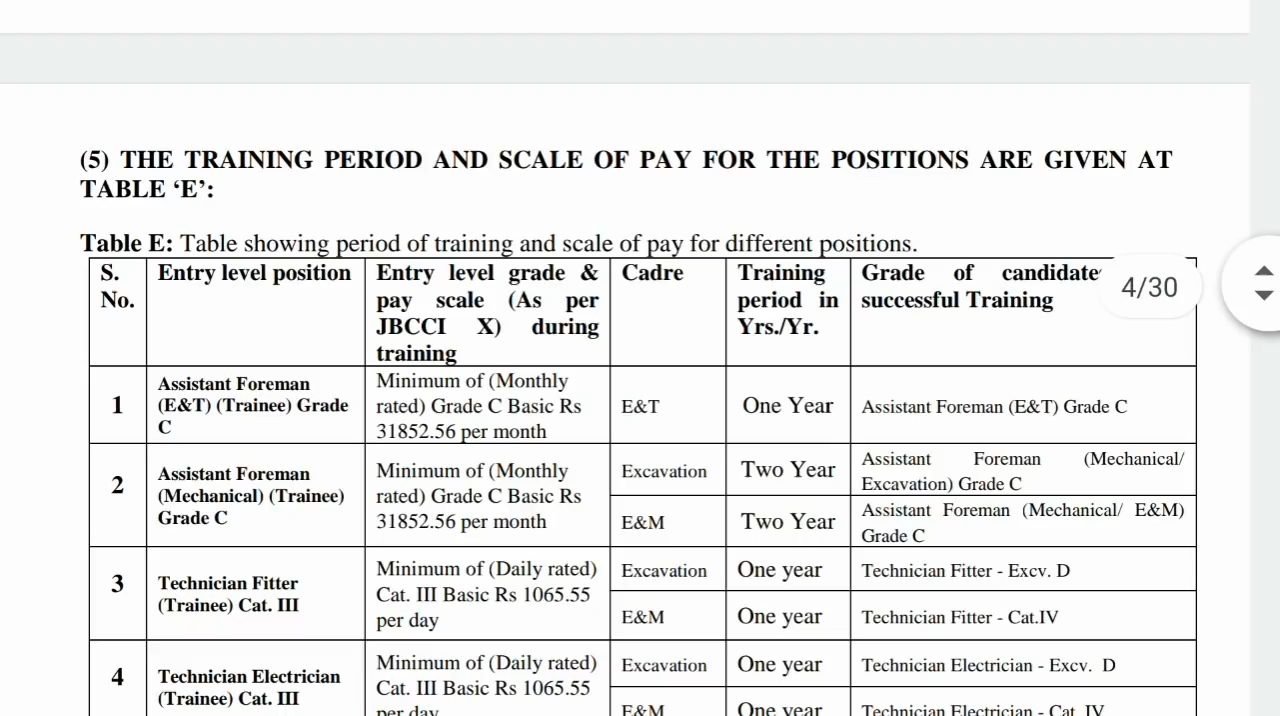 (5) THE TRAINING PERIOD AND SCALE OF PAY FOR THE POSITIONS ARE GIVEN AT
TABLE ‘E’:
Table E: Table showing period of training and scale of pay for different positions.
S. No.
Entry level position
Entry level grade &
pay scale (As per
JBCCI X) during
training
Cadre
Training
period in
Yrs./Yr.
Grade of candidate
successful Training
4/30
1
Assistant Foreman
(E&T) (Trainee) Grade
C
Minimum of (Monthly
rated) Grade C Basic Rs
31852.56 per month
E&T
One Year
Assistant Foreman (E&T) Grade C
2
Assistant Foreman
(Mechanical) (Trainee)
Grade C
Minimum of (Monthly
rated) Grade C Basic Rs
31852.56 per month
Excavation
Two Year
Assistant Foreman (Mechanical/
Excavation) Grade C
E&M
Two Year
Assistant Foreman (Mechanical/ E&M)
Grade C
3
Technician Fitter
(Trainee) Cat. III
Minimum of (Daily rated)
Cat. III Basic Rs 1065.55
per day
Excavation
One year
Technician Fitter - Excv. D
E&M
One year
Technician Fitter - Cat.IV
4
Technician Electrician
(Trainee) Cat. III
Minimum of (Daily rated)
Cat. III Basic Rs 1065.55
per day
Excavation
One year
Technician Electrician - Excv. D
E&M
One year
Technician Electrician - Cat. IV